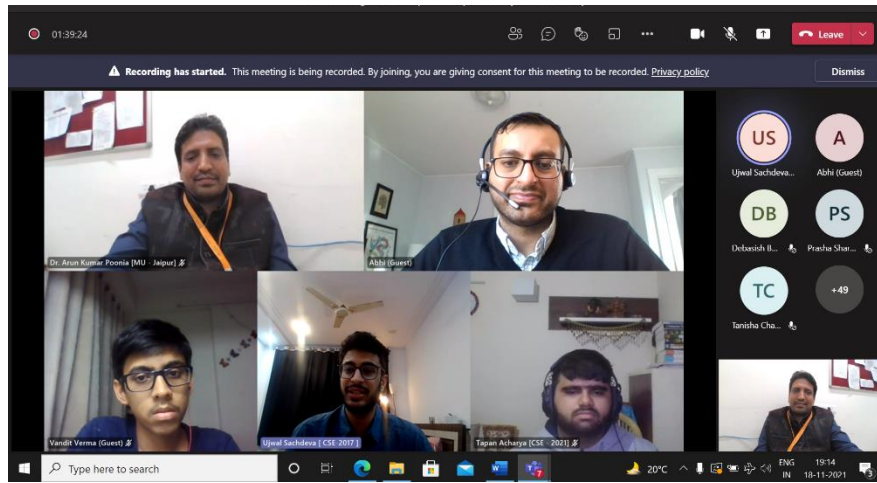 01:39:24
Leave
Recording has started. This meeting is being recorded. By joining, you are giving consent for this meeting to be recorded. Privacy policy
Dismiss
Dr. Arun Kumar Poonia [MU - Jaipur]
Abhi (Guest)
Vandit Verma (Guest)
Ujwal Sachdeva [ CSE 2017 ]
Tapan Acharya [CSE - 2021]
US
A
Ujwal Sachdeva...
Abhi (Guest)
DB
PS
Debasish B...
Prasha Shar...
TC
+49
Tanisha Cha...
Type here to search
20°C
ENG
IN
19:14
18-11-2021
3